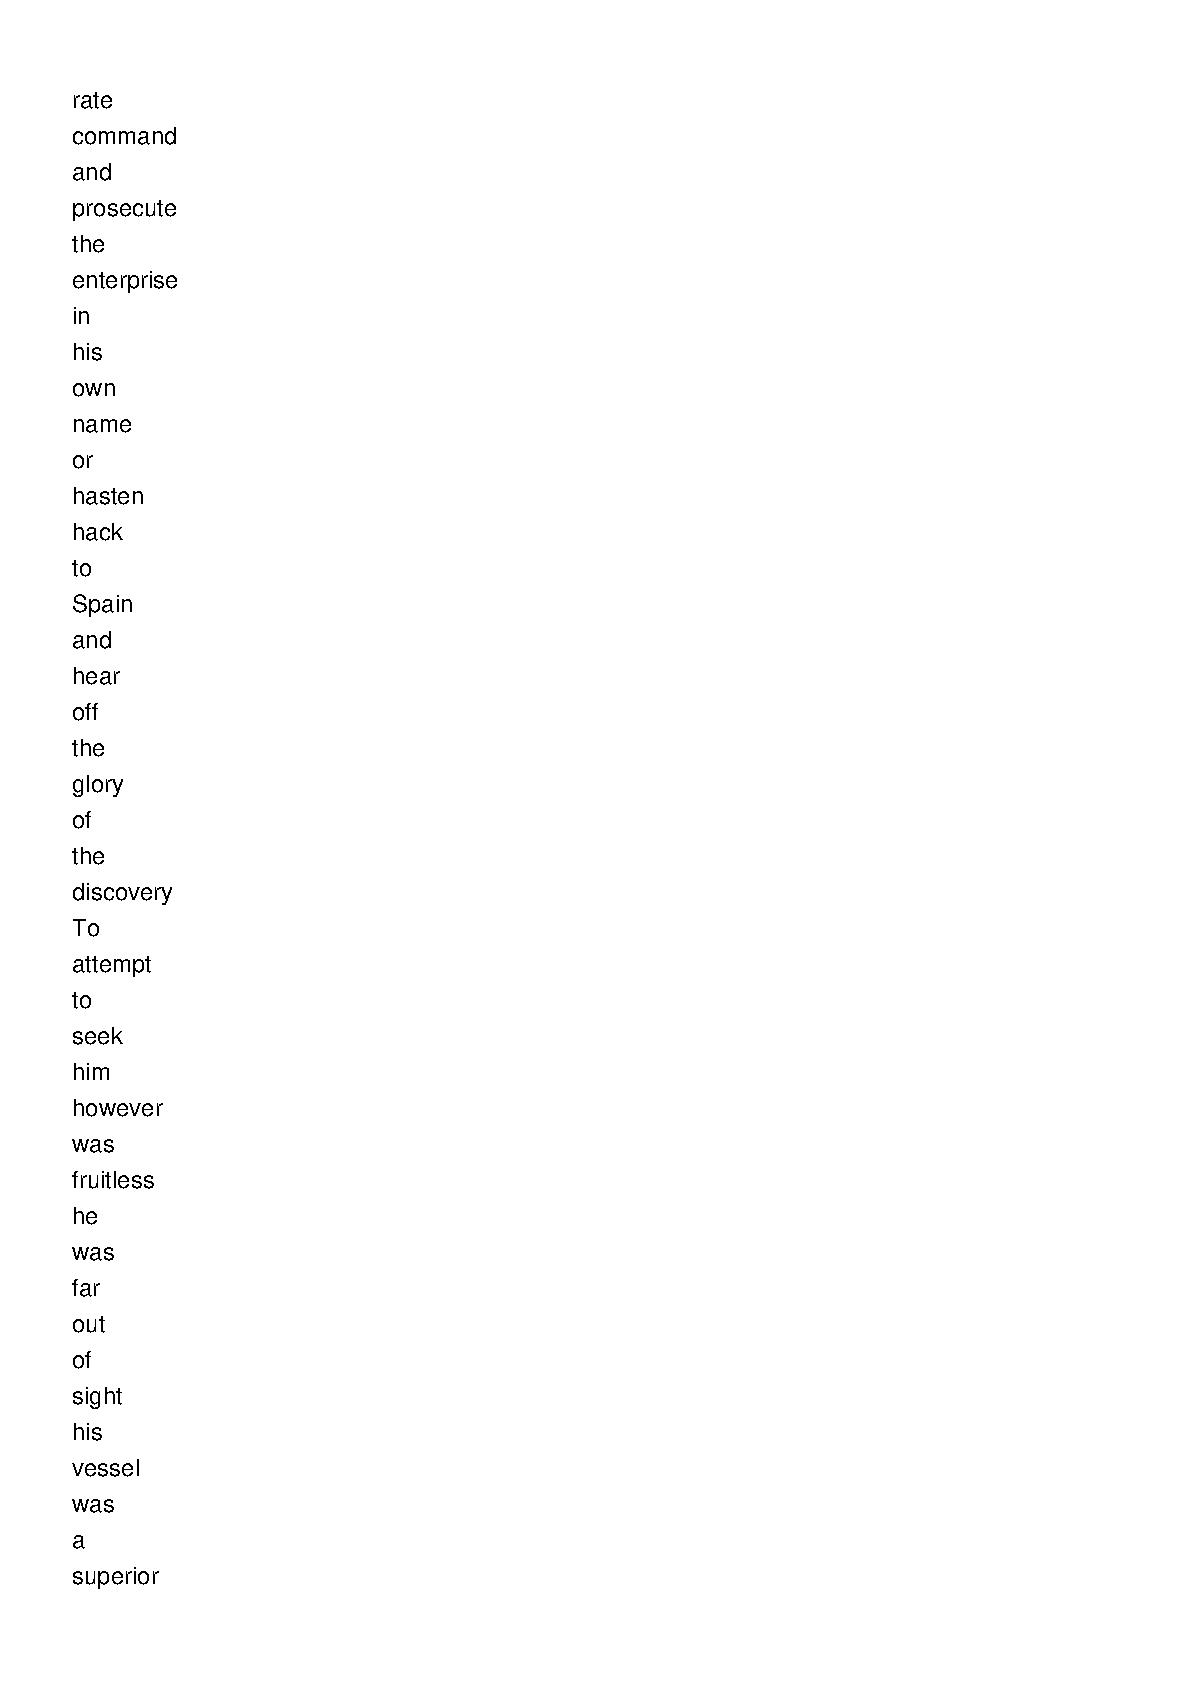 rate
command
and
prosecute
the
enterprise
in
his
own
name
or
hasten
hack
to
Spain
and
hear
off
the
glory
of
the
discovery
To
attempt
to
seek
him
however
was
fruitless
he
was
far
out
of
sight
his
vessel
was
a
superior